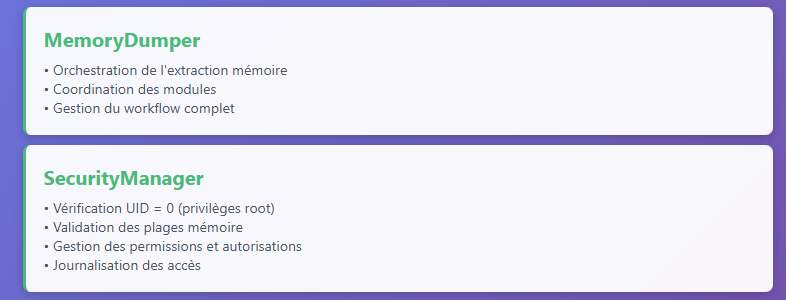 MemoryDumper
• Orchestration de l'extraction mémoire
• Coordination des modules
• Gestion du workflow complet
SecurityManager
• Vérification UID = 0 (privilèges root)
• Validation des plages mémoire
• Gestion des permissions et autorisations
• Journalisation des accès